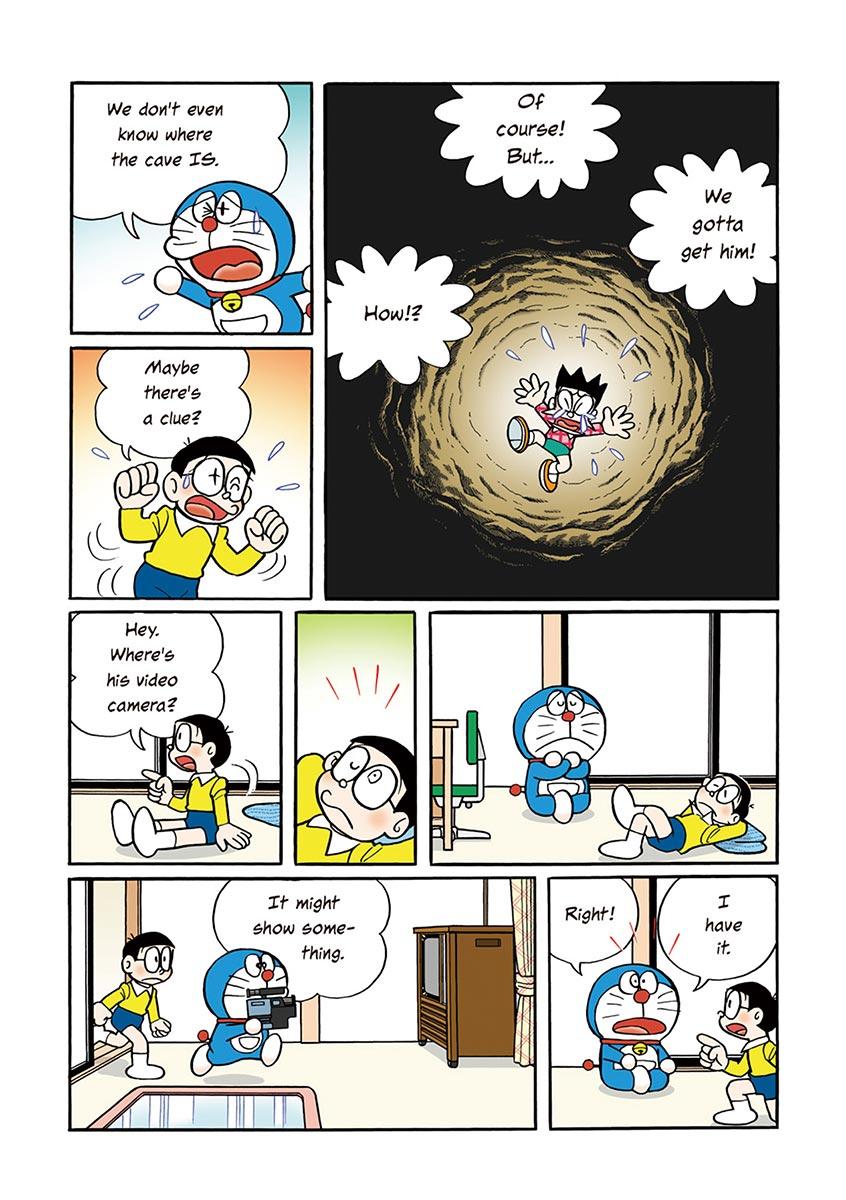 We
gotta
get him!
Of
course!
But...
How!?
We don't even
know where
the cave IS.
Maybe
there's
a clue?
Hey.
Where's
his video
camera?
I
have
it.
Right!
It might
show some-
thing.